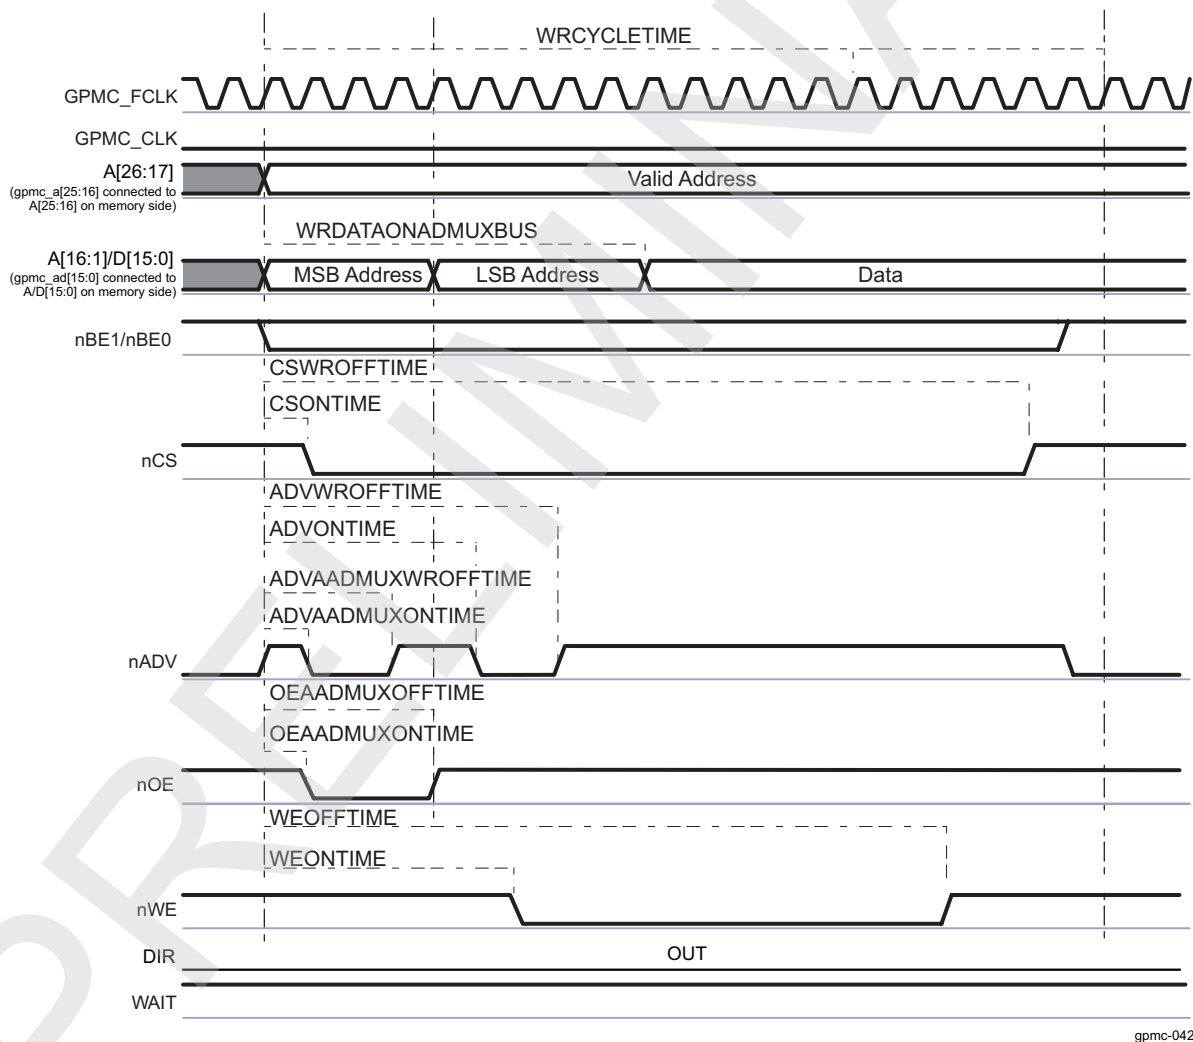 WRCYCLETIME
GPMC_FCLK
GPMC_CLK
A[26:17]
(gpmc_a[25:16] connected to
A[25:16] on memory side)
Valid Address
WRDATAONADMUXBUS
A[16:1]/D[15:0]
(gpmc_ad[15:0] connected to
A/D[15:0] on memory side)
MSB Address
LSB Address
Data
nBE1/nBE0
CSWROFFTIME
CSONTIME
nCS
ADVWROFFTIME
ADVONTIME
ADVAADMUXWROFFTIME
ADVAADMUXONTIME
nADV
OEAADMUXOFFTIME
OEAADMUXONTIME
nOE
WEOFFTIME
WEONTIME
nWE
DIR
OUT
WAIT
gpmc-042